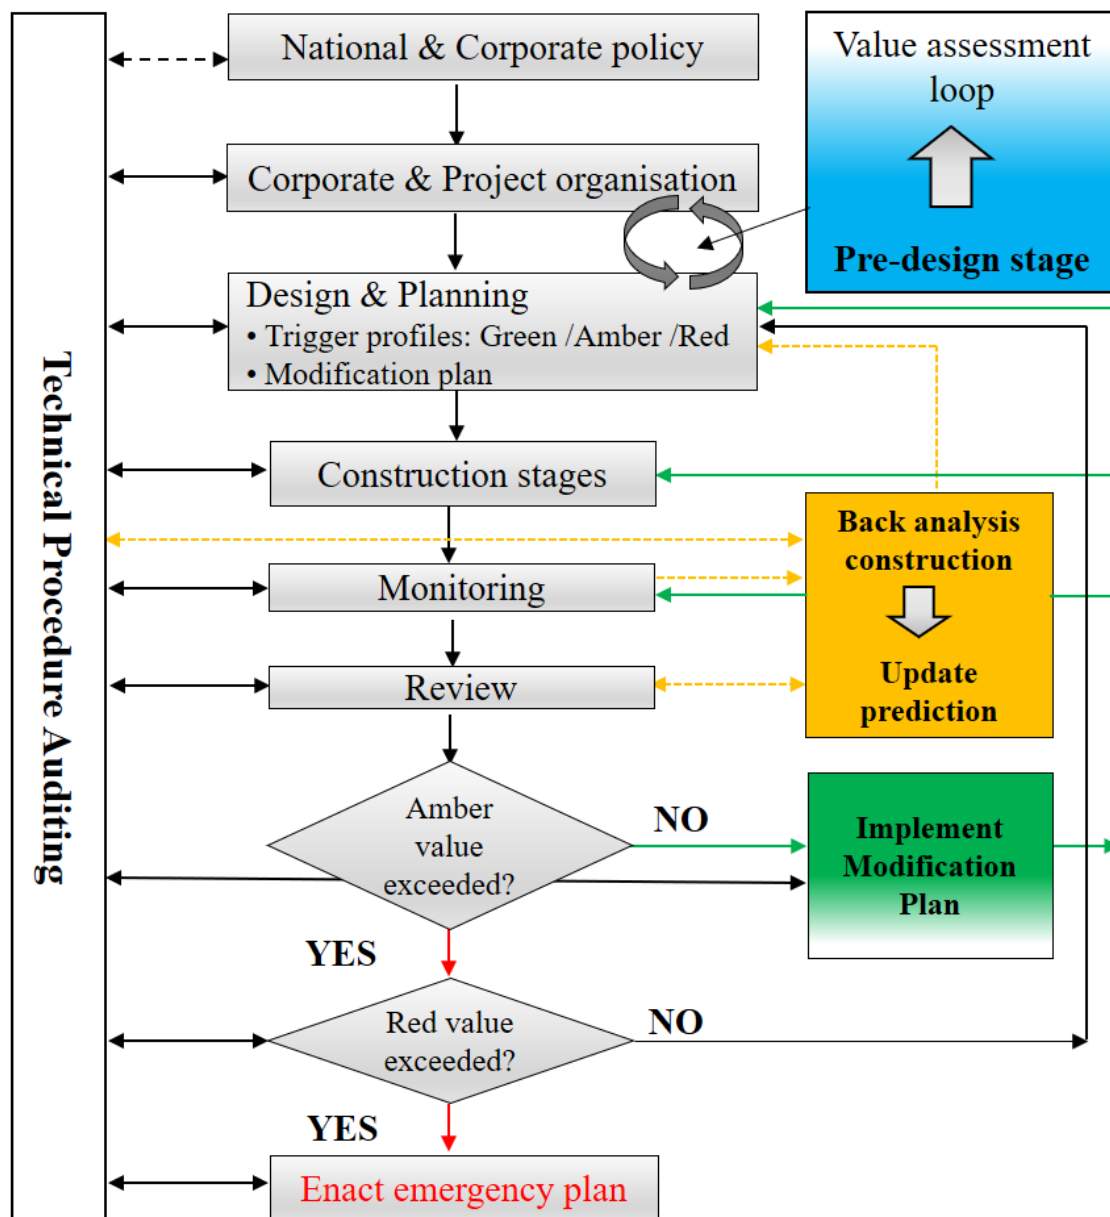 National & Corporate policy
Value assessment
loop
Pre-design stage
Corporate & Project organisation
Design & Planning
• Trigger profiles: Green /Amber /Red
• Modification plan
Technical Procedure Auditing
Construction stages
Back analysis
construction
Update
prediction
Monitoring
Review
Amber
value
exceeded?
NO
Implement
Modification
Plan
YES
Red value
exceeded?
NO
YES
Enact emergency plan